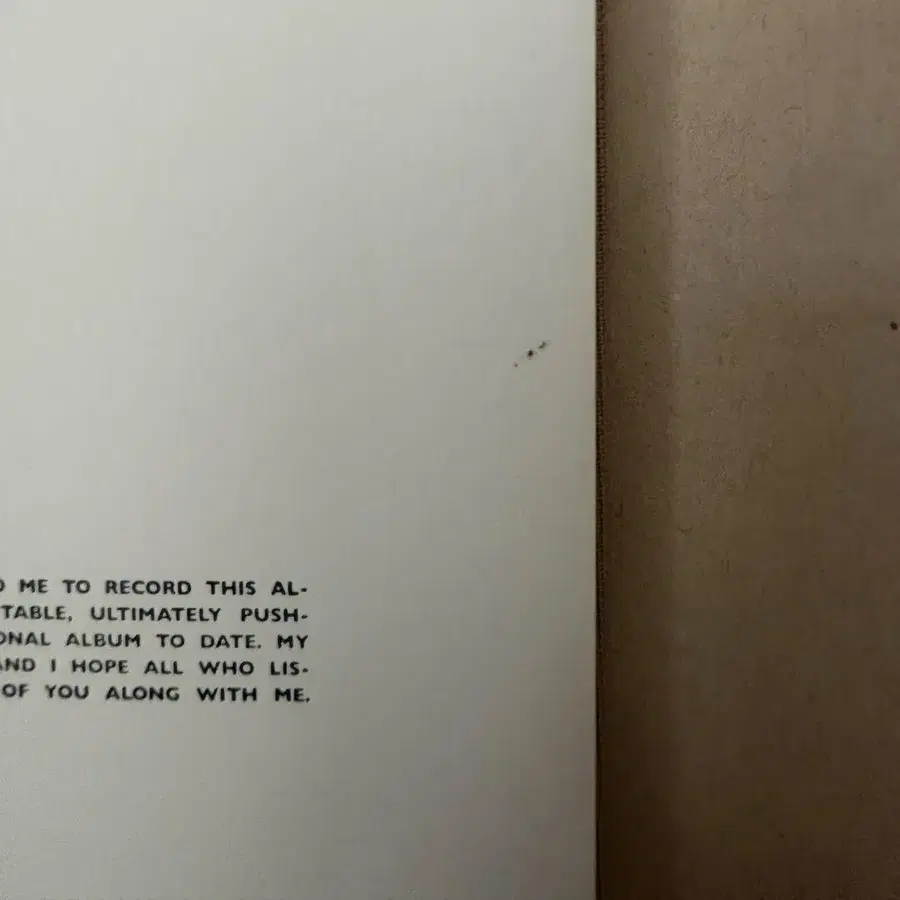 ME TO RECORD THIS AL-
TABLE, ULTIMATELY PUSH-
ONAL ALBUM TO DATE. MY
AND I HOPE ALL WHO LIS-
OF YOU ALONG WITH ME.